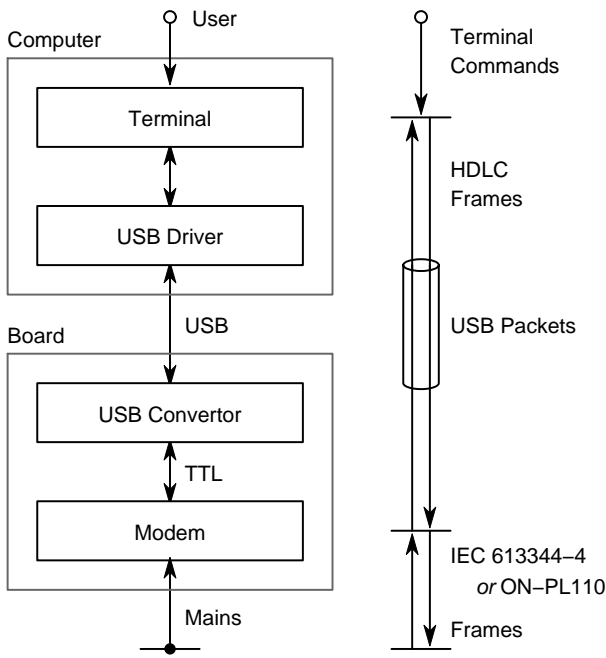 User
Computer
Terminal
USB Driver
USB
Board
USB Convertor
TTL
Modem
Mains
Terminal
Commands
HDLC
Frames
USB Packets
IEC 613344−4
or ON−PL110
Frames